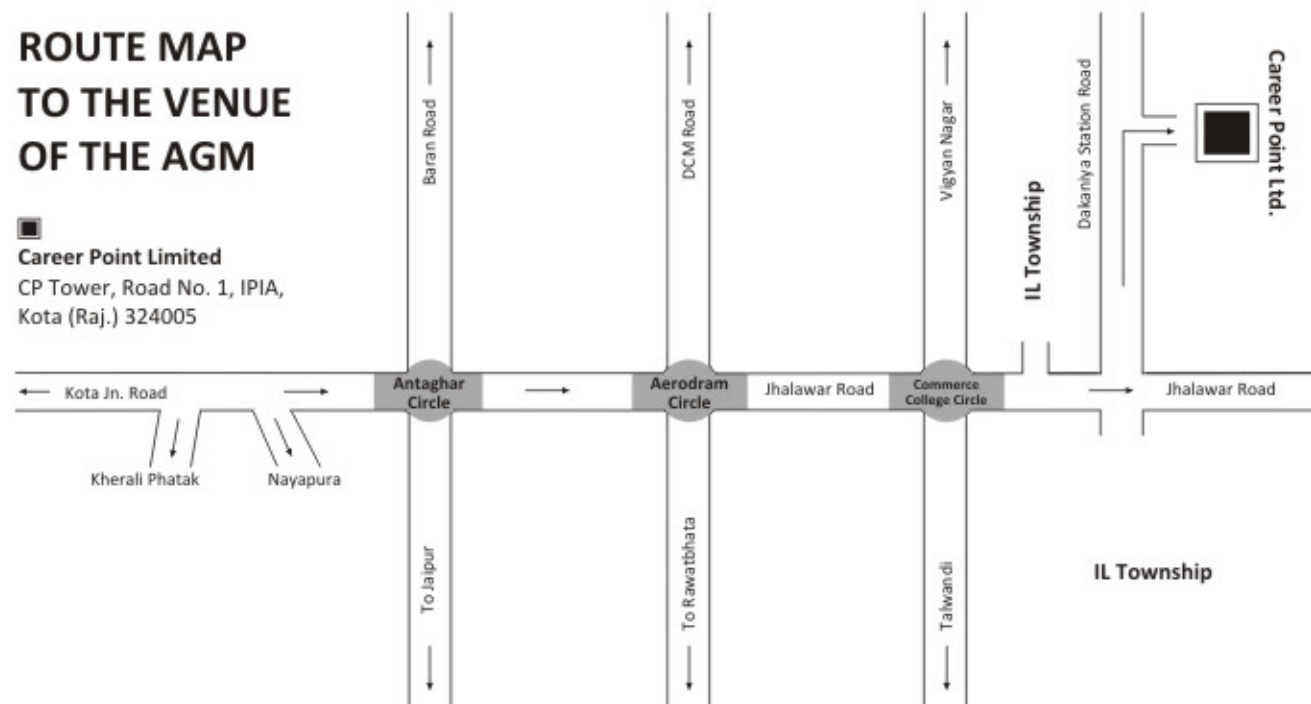 ROUTE MAP
TO THE VENUE
OF THE AGM
Career Point Limited
CP Tower, Road No. 1, IPIA,
Kota (Raj.) 324005
Baran Road
DCM Road
Vigyan Nagar
IL Township
Dakaniya Station Road
Career Point Ltd.
Kota Jn. Road
Antaghar
Circle
Aerodram
Circle
Jhalawar Road
Commerce
College Circle
Jhalawar Road
Kherali Phatak
Nayapura
To Jaipur
To Rawatbhata
Talwandi
IL Township